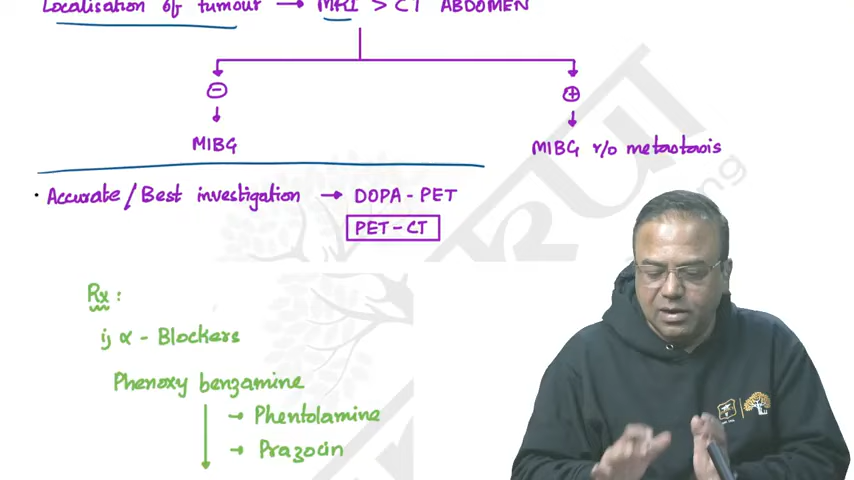 Localisation of tumour → MRI > CT ABDOMEN
⊖ ⊕
MIBG
MIBG r/o metastasis
• Accurate / Best investigation → DOPA - PET
PET - CT
Rx :
i) α - Blockers
Phenoxy benzamine
→ Phentolamine
→ Prazocin